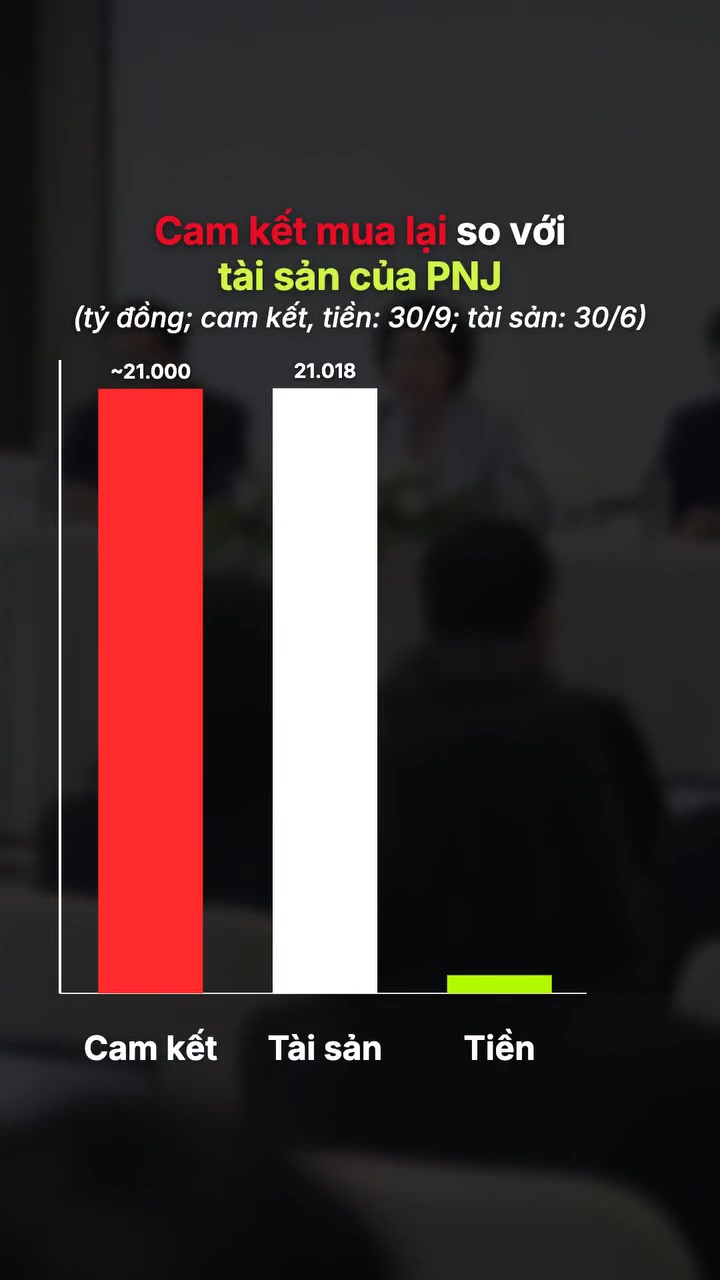 Cam kết mua lại so với
tài sản của PNJ
(tỷ đồng; cam kết, tiền: 30/9; tài sản: 30/6)
~21.000
21.018
Cam kết
Tài sản
Tiền